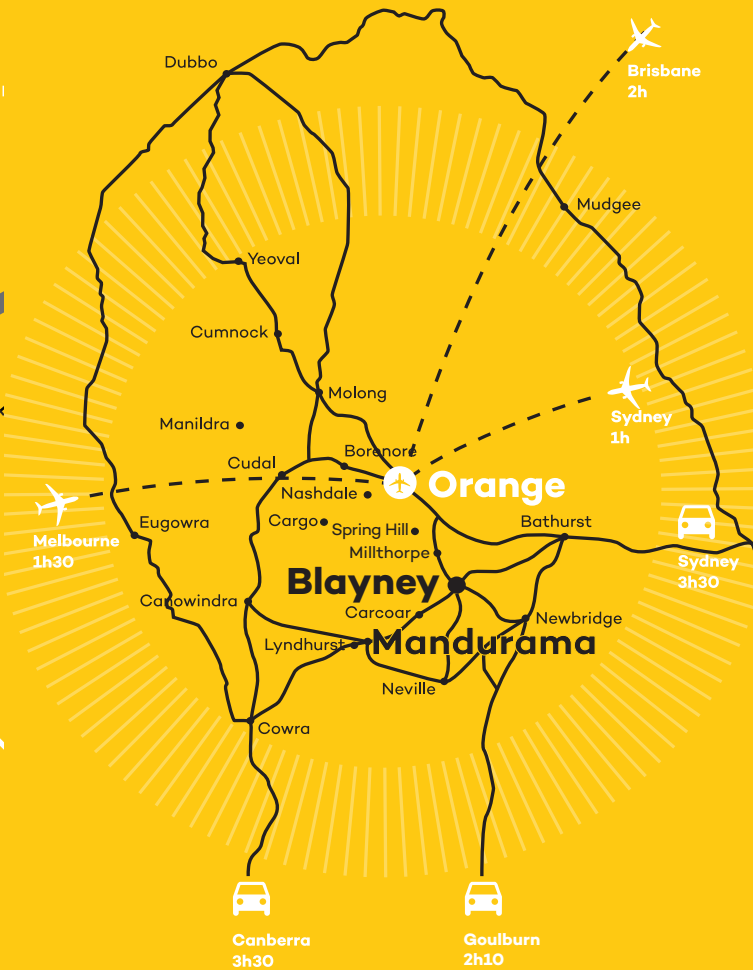 Dubbo
Brisbane
2h
Mudgee
Yeoval
Cumnock
Molong
Manildra
Sydney
1h
Borenore
Cudal
Orange
Nashdale
Cargo
Spring Hill
Bathurst
Eugowra
Melbourne
1h30
Millthorpe
Sydney
3h30
Blayney
Canowindra
Carcoar
Newbridge
Lyndhurst
Mandurama
Neville
Cowra
Canberra
3h30
Goulburn
2h10